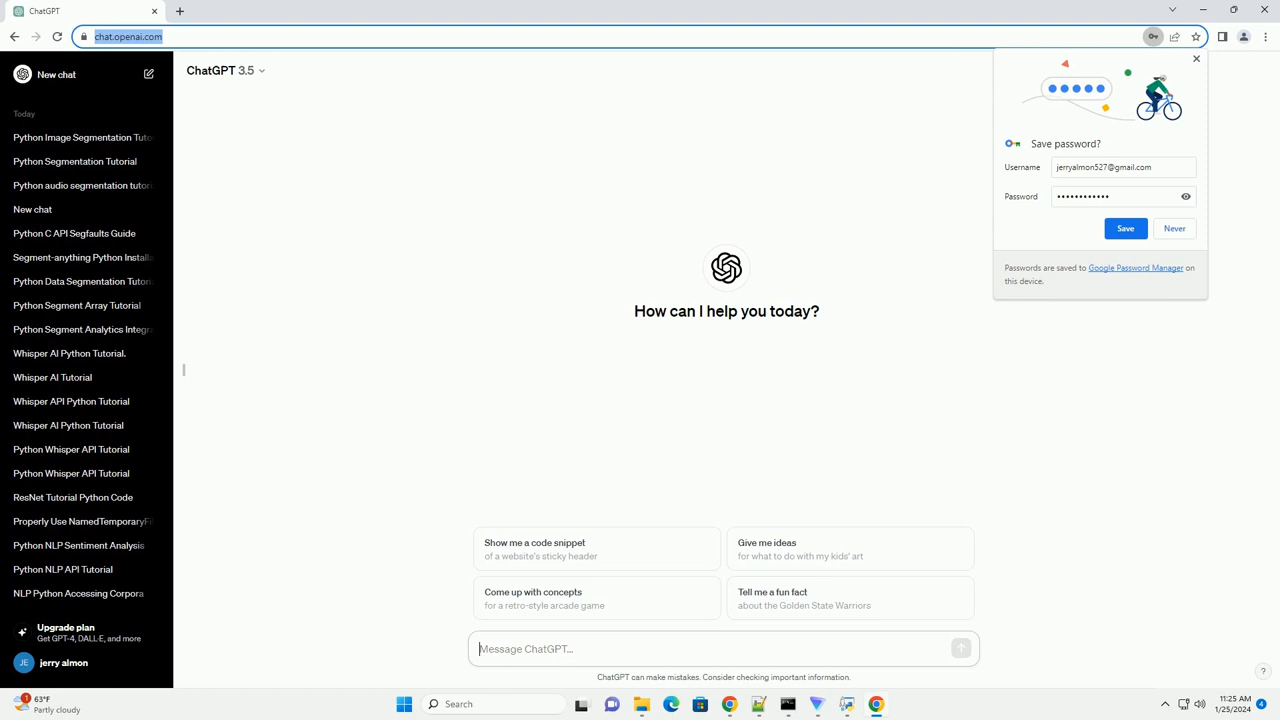 ChatGPT
chat.openai.com
New chat
Today
Python Image Segmentation Tuto
Python Segmentation Tutorial
Python audio segmentation tutori
New chat
Python C API Segfaults Guide
Segment-anything Python Installa
Python Data Segmentation Tutori
Python Segment Array Tutorial
Python Segment Analytics Integra
Whisper AI Python Tutorial.
Whisper AI Tutorial
Whisper API Python Tutorial
Whisper AI Python Tutorial
Python Whisper API Tutorial
Python Whisper API Tutorial
ResNet Tutorial Python Code
Properly Use NamedTemporaryFi
Python NLP Sentiment Analysis
Python NLP API Tutorial
NLP Python Accessing Corpora
Upgrade plan
Get GPT-4, DALL·E, and more
JE jerry almon
ChatGPT 3.5
How can I help you today?
Show me a code snippet
of a website's sticky header
Give me ideas
for what to do with my kids' art
Come up with concepts
for a retro-style arcade game
Tell me a fun fact
about the Golden State Warriors
Message ChatGPT...
ChatGPT can make mistakes. Consider checking important information.
?
Save password?
Username jerryalmon527@gmail.com
Password ••••••••••••
Save Never
Passwords are saved to Google Password Manager on
this device.
1
63°F
Partly cloudy
Search
11:25 AM
1/25/2024
4